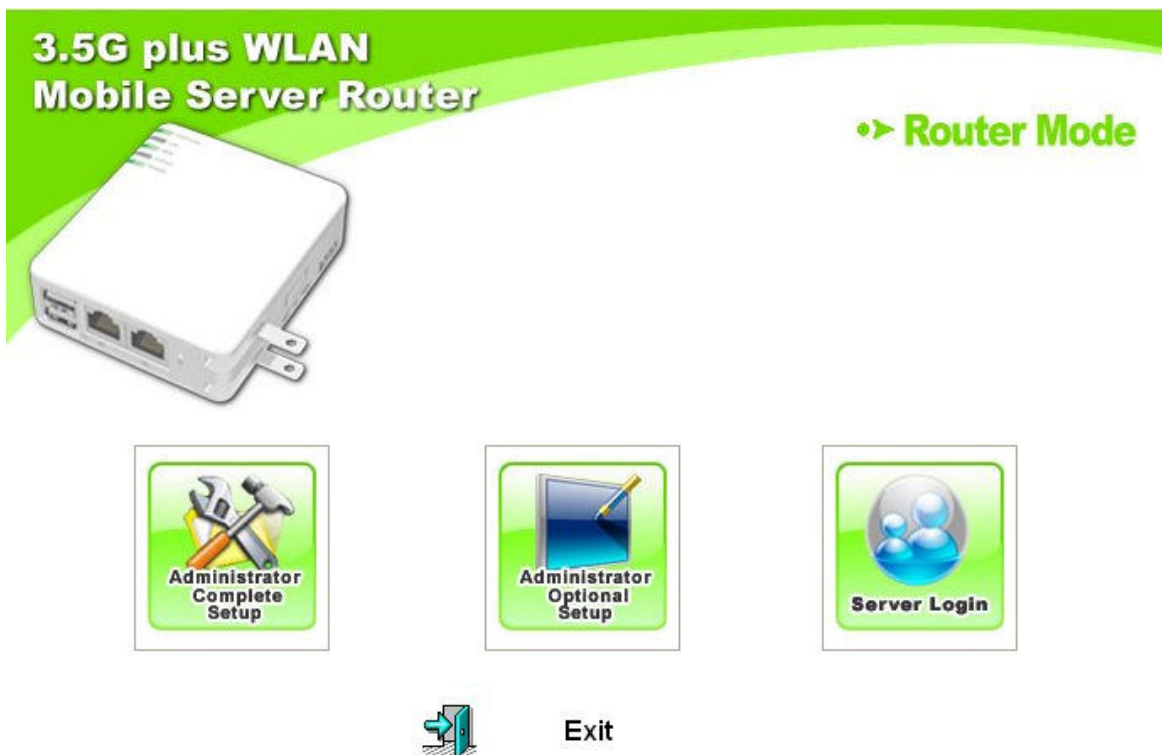 3.5G plus WLAN
Mobile Server Router
Router Mode
Administrator
Complete
Setup
Administrator
Optional
Setup
Server Login
Exit